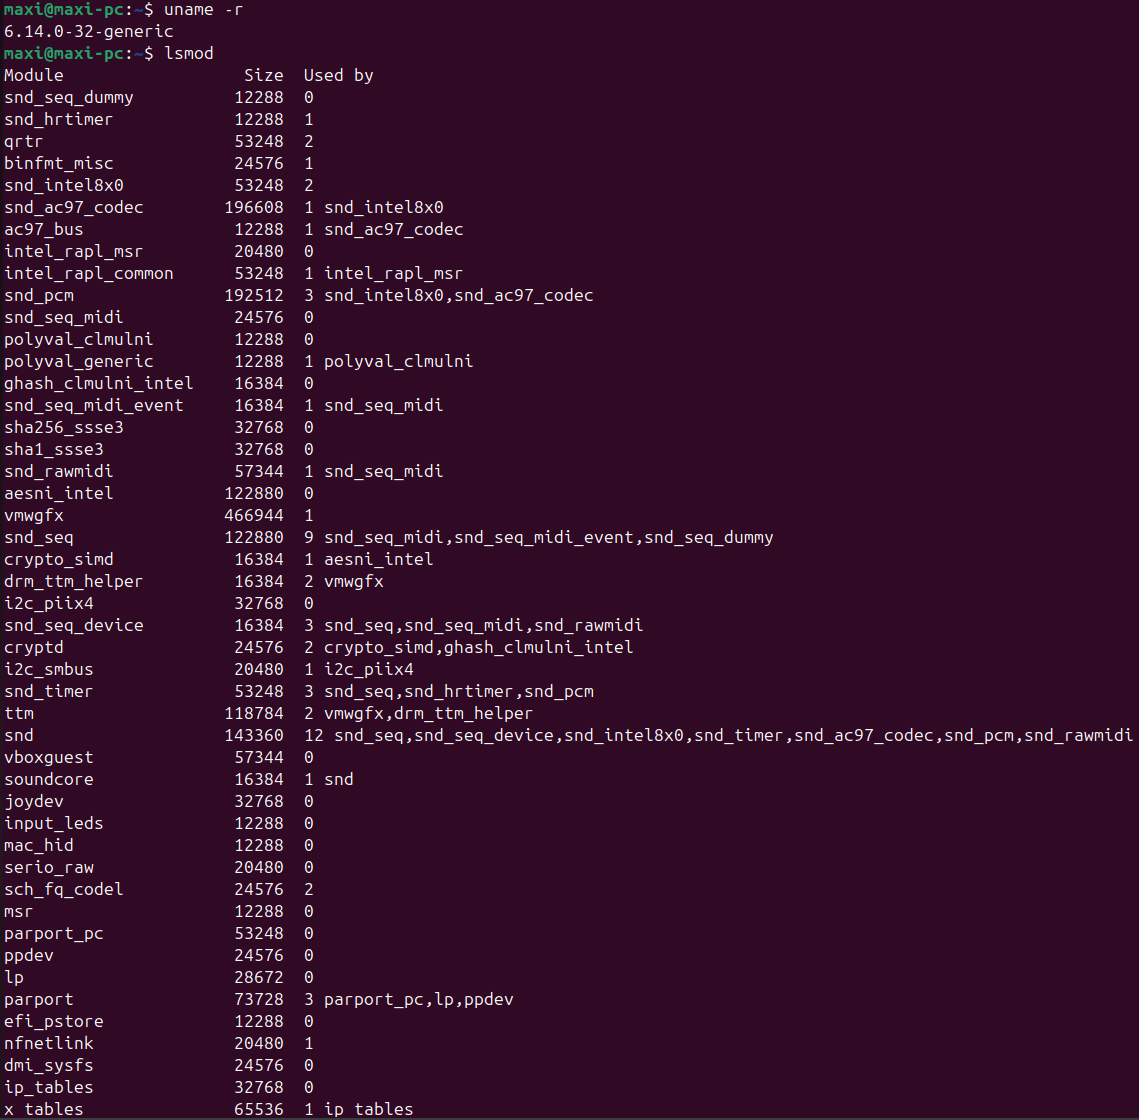 maxi@maxi-pc:~$ uname -r
6.14.0-32-generic
maxi@maxi-pc:~$ lsmod
Module                  Size  Used by
snd_seq_dummy          12288  0
snd_hrtimer            12288  1
qrtr                   53248  2
binfmt_misc            24576  1
snd_intel8x0           53248  2
snd_ac97_codec        196608  1 snd_intel8x0
ac97_bus               12288  1 snd_ac97_codec
intel_rapl_msr         20480  0
intel_rapl_common      53248  1 intel_rapl_msr
snd_pcm               192512  3 snd_intel8x0,snd_ac97_codec
snd_seq_midi           24576  0
polyval_clmulni        12288  0
polyval_generic        12288  1 polyval_clmulni
ghash_clmulni_intel    16384  0
snd_seq_midi_event     16384  1 snd_seq_midi
sha256_ssse3           32768  0
sha1_ssse3             32768  0
snd_rawmidi            57344  1 snd_seq_midi
aesni_intel           122880  0
vmwgfx                466944  1
snd_seq               122880  9 snd_seq_midi,snd_seq_midi_event,snd_seq_dummy
crypto_simd            16384  1 aesni_intel
drm_ttm_helper         16384  2 vmwgfx
i2c_piix4              32768  0
snd_seq_device         16384  3 snd_seq,snd_seq_midi,snd_rawmidi
cryptd                 24576  2 crypto_simd,ghash_clmulni_intel
i2c_smbus              20480  1 i2c_piix4
snd_timer              53248  3 snd_seq,snd_hrtimer,snd_pcm
ttm                   118784  2 vmwgfx,drm_ttm_helper
snd                   143360  12 snd_seq,snd_seq_device,snd_intel8x0,snd_timer,snd_ac97_codec,snd_pcm,snd_rawmidi
vboxguest              57344  0
soundcore              16384  1 snd
joydev                 32768  0
input_leds             12288  0
mac_hid                12288  0
serio_raw              20480  0
sch_fq_codel           24576  2
msr                    12288  0
parport_pc             53248  0
ppdev                  24576  0
lp                     28672  0
parport                73728  3 parport_pc,lp,ppdev
efi_pstore             12288  0
nfnetlink              20480  1
dmi_sysfs              24576  0
ip_tables              32768  0
x_tables               65536  1 ip_tables